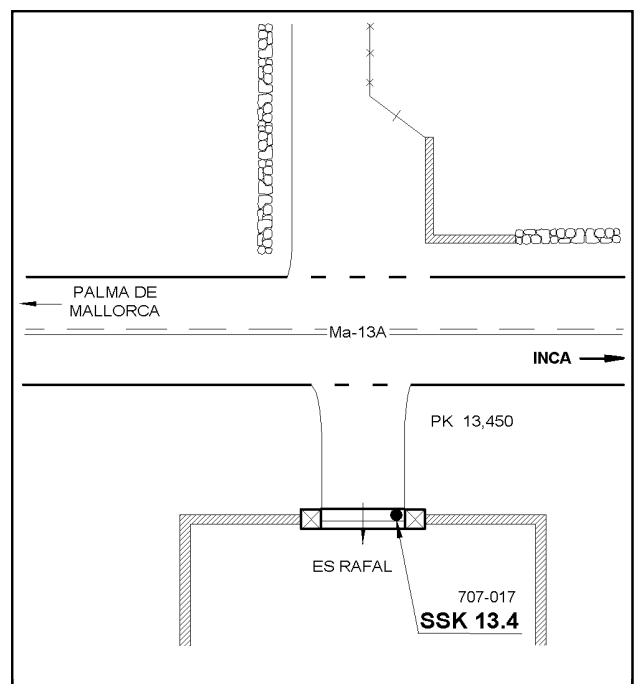 PALMA DE
MALLORCA
Ma-13A
INCA
PK 13,450
ES RAFAL
707-017
SSK 13.4